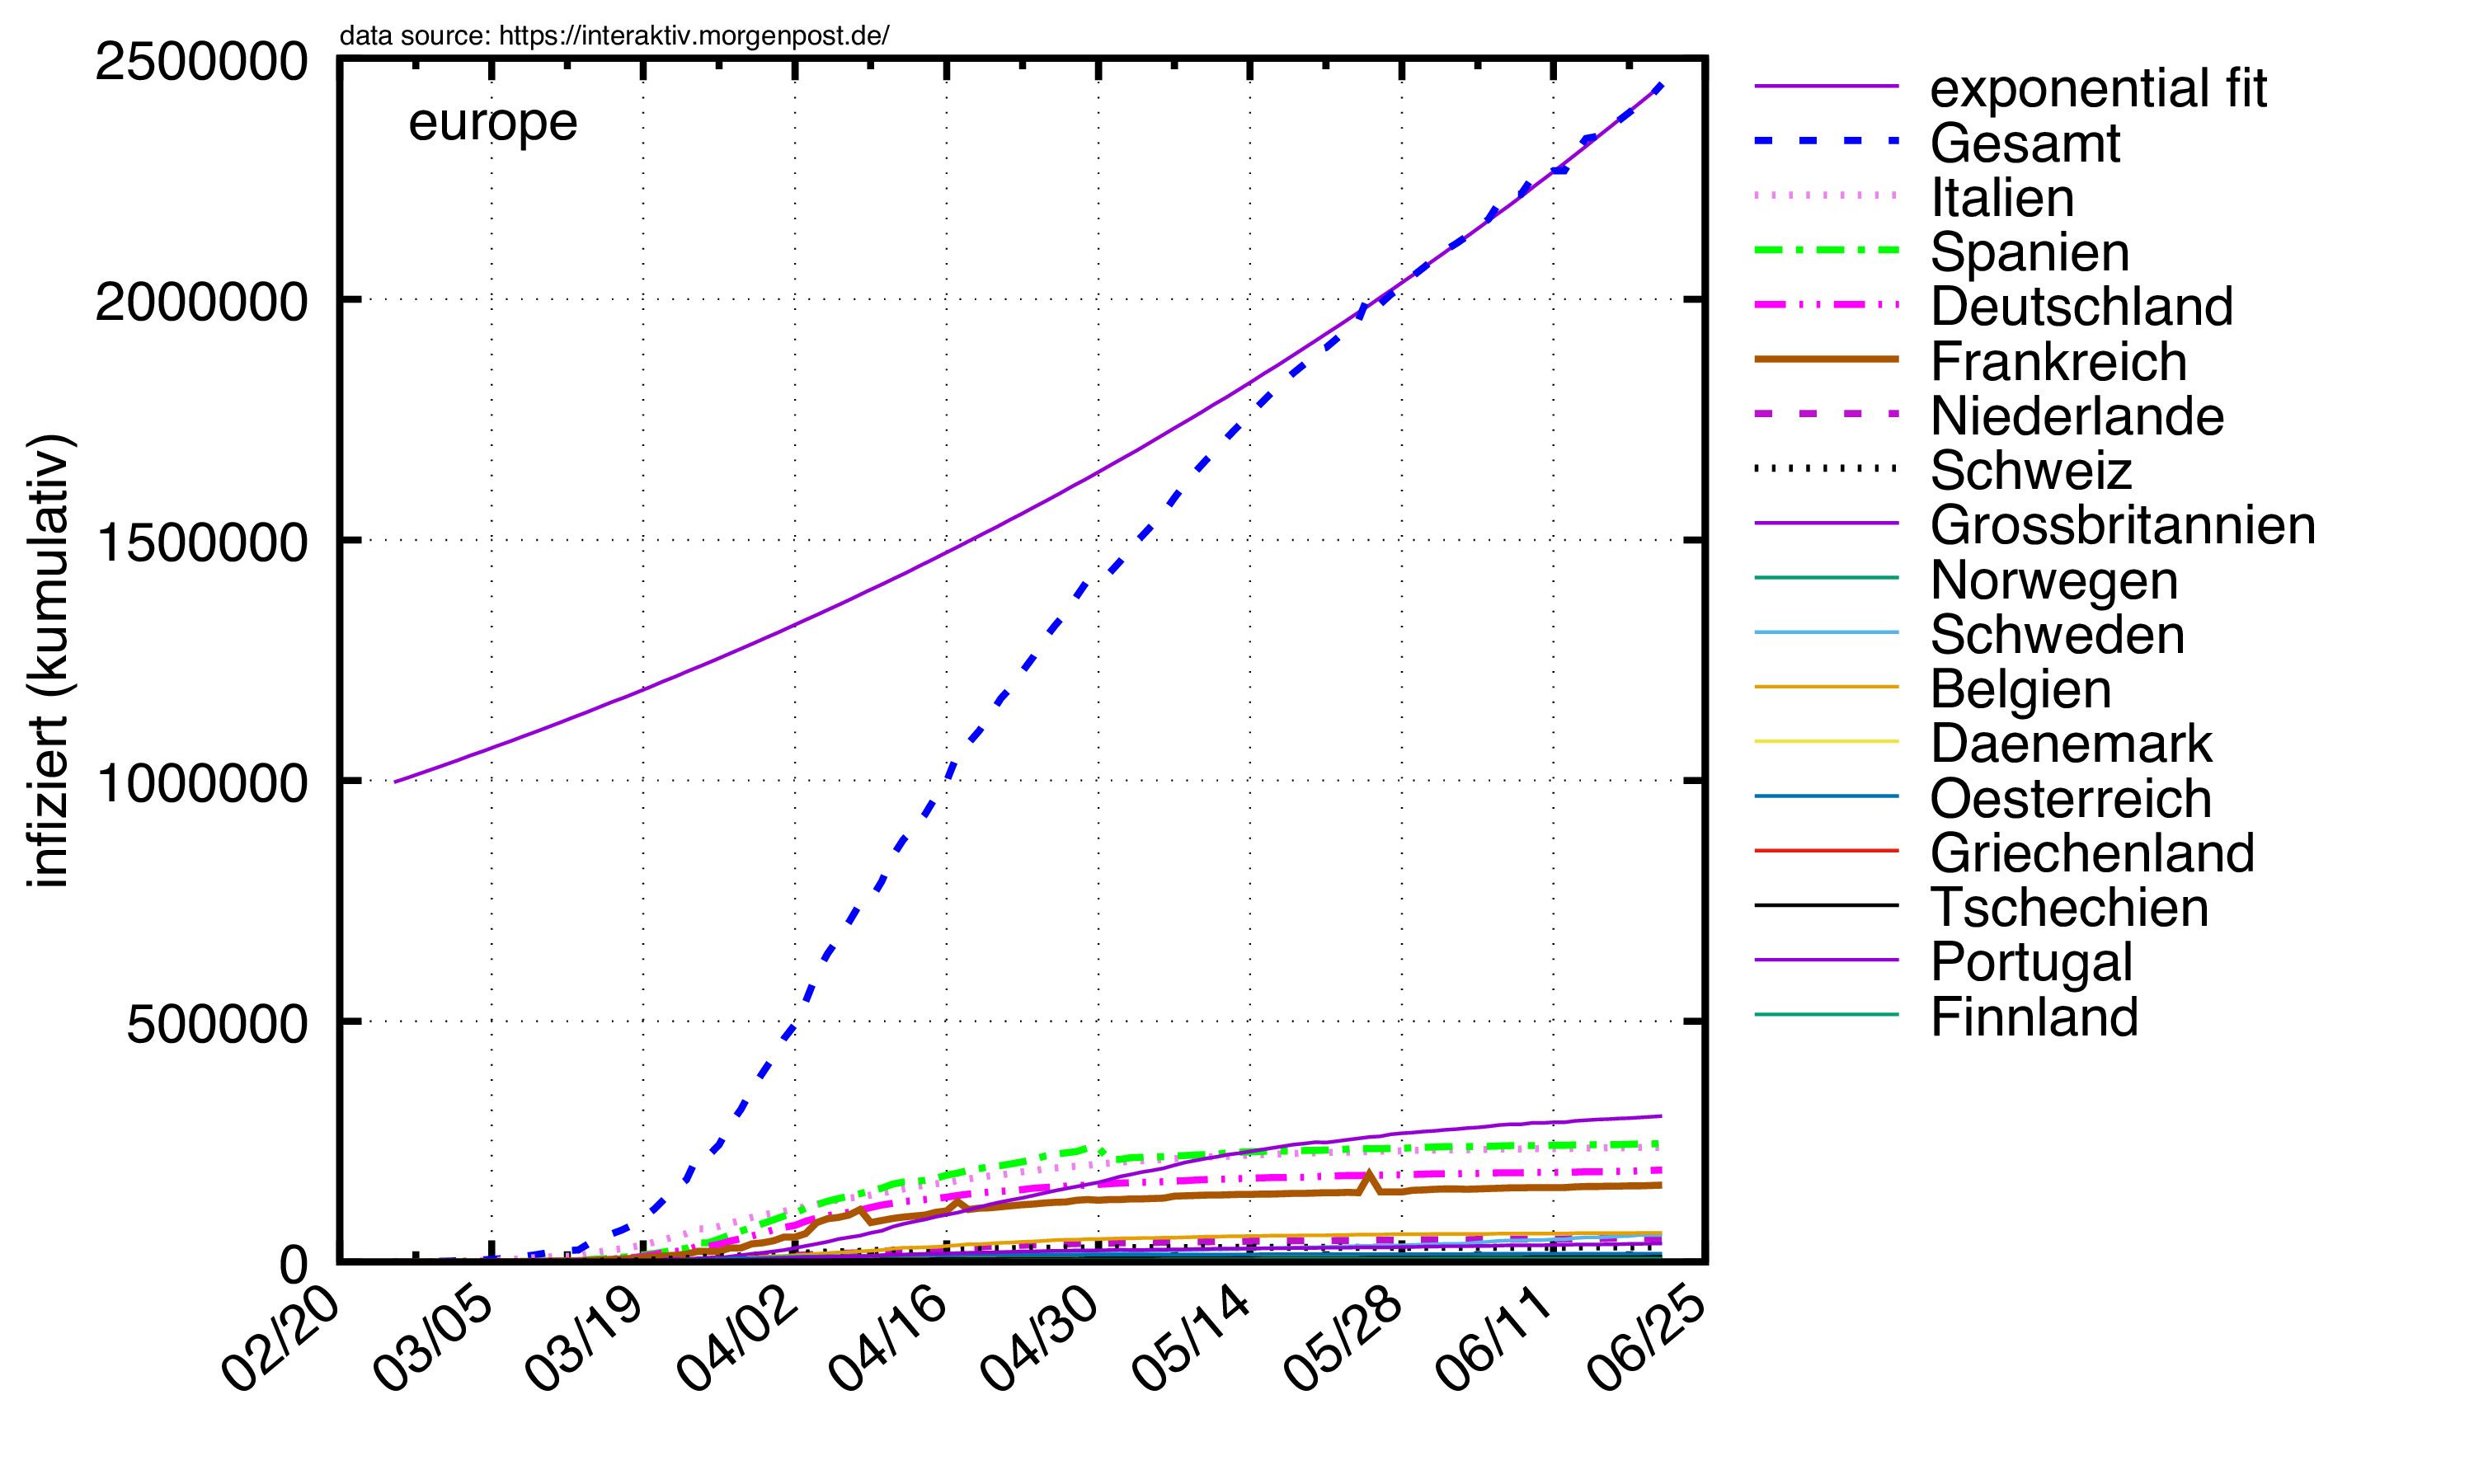 data source: https://interaktiv.morgenpost.de/
europe
infiziert (kumulativ)
2500000
2000000
1500000
1000000
500000
0
02/20
03/05
03/19
04/02
04/16
04/30
05/14
05/28
06/11
06/25
exponential fit
Gesamt
Italien
Spanien
Deutschland
Frankreich
Niederlande
Schweiz
Grossbritannien
Norwegen
Schweden
Belgien
Daenemark
Oesterreich
Griechenland
Tschechien
Portugal
Finnland